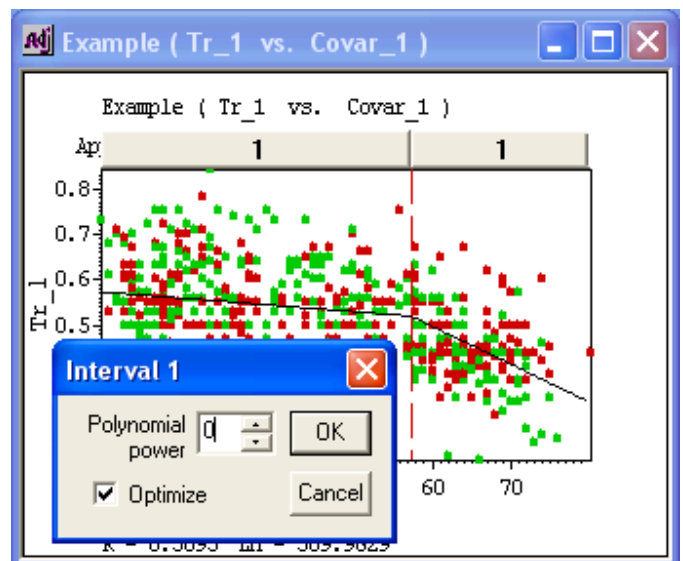 Adj Example ( Tr_1 vs. Covar_1 )
Example ( Tr_1 vs. Covar_1 )
1 1
0.8
0.7
0.6
0.5
Tr_1
Interval 1
Polynomial
power
0
OK
Optimize
Cancel
60 70